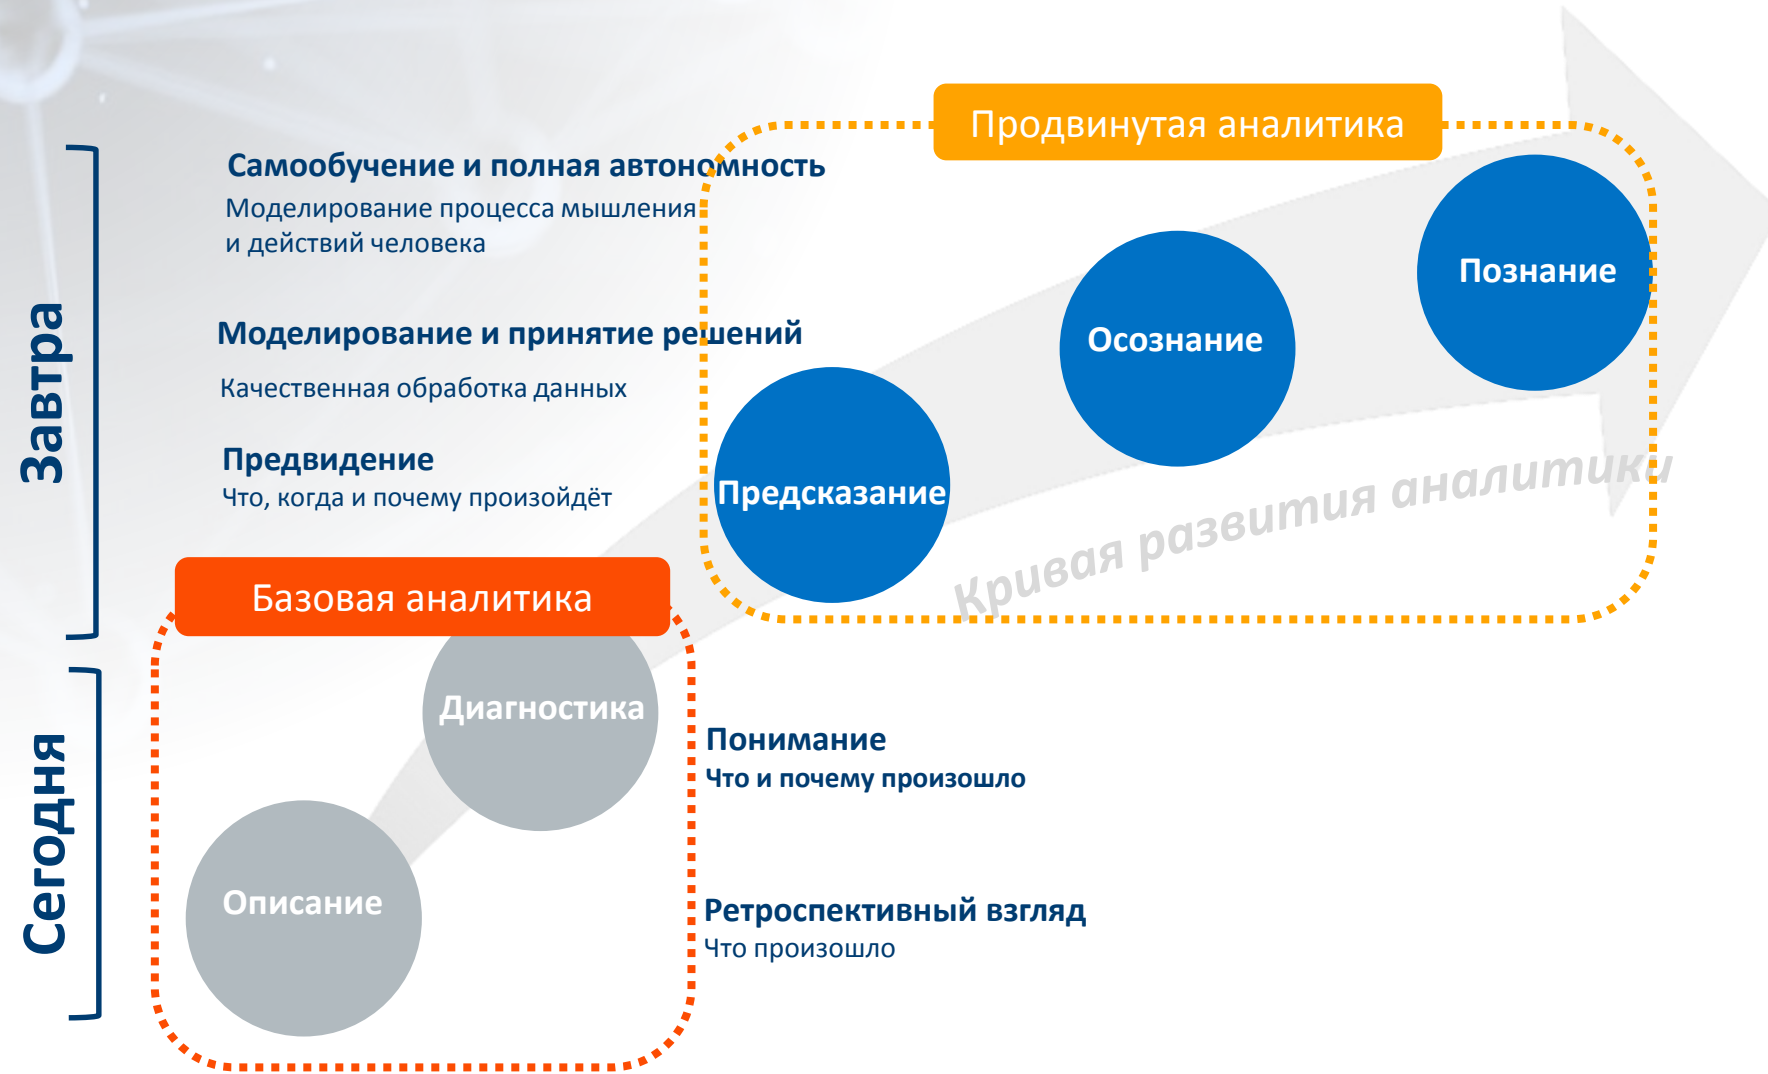 Продвинутая аналитика
Завтра
Самообучение и полная автономность
Моделирование процесса мышления
и действий человека
Познание
Моделирование и принятие решений
Качественная обработка данных
Осознание
Предвидение
Что, когда и почему произойдёт
Предсказание
Кривая развития аналитики
Базовая аналитика
Сегодня
Диагностика
Понимание
Что и почему произошло
Описание
Ретроспективный взгляд
Что произошло